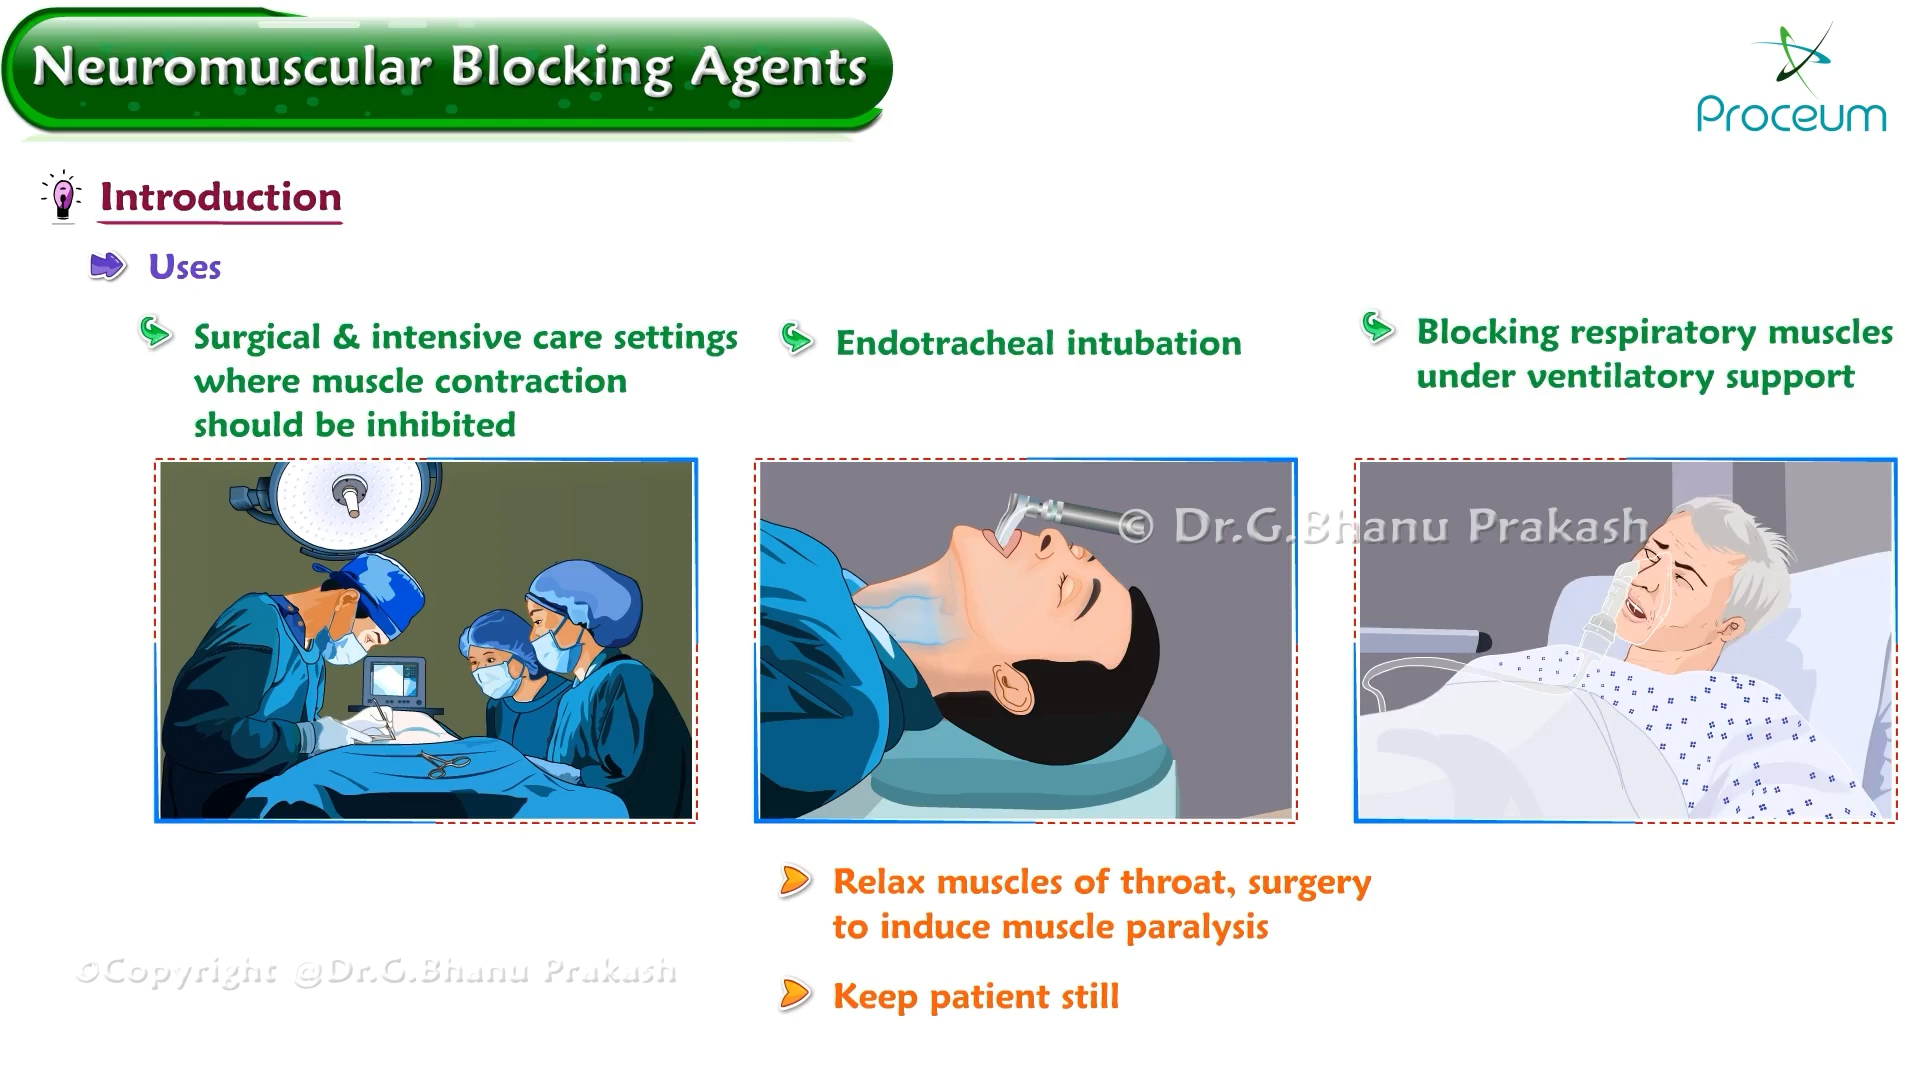 Neuromuscular Blocking Agents
Proceum
Introduction
Uses
Surgical & intensive care settings
where muscle contraction
should be inhibited
Endotracheal intubation
Blocking respiratory muscles
under ventilatory support
© Dr.G.Bhanu Prakash
Relax muscles of throat, surgery
to induce muscle paralysis
Keep patient still
©Copyright @Dr.G.Bhanu Prakash